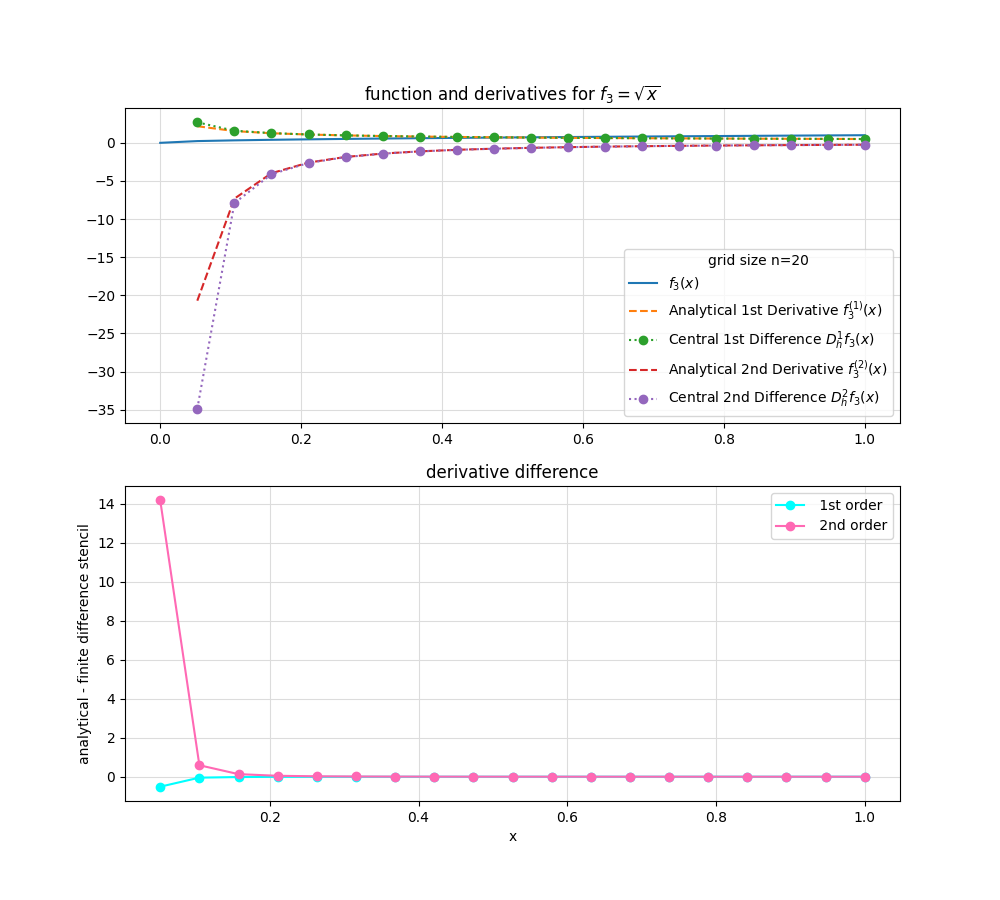 function and derivatives for $f_3 = \sqrt{x}$
0
−5
−10
−15
−20
−25
−30
−35
grid size n=20
$f_3(x)$
Analytical 1st Derivative $f_3^{(1)}(x)$
Central 1st Difference $D_h^1 f_3(x)$
Analytical 2nd Derivative $f_3^{(2)}(x)$
Central 2nd Difference $D_h^2 f_3(x)$
0.0 0.2 0.4 0.6 0.8 1.0
derivative difference
analytical - finite difference stencil
14
12
10
8
6
4
2
0
1st order
2nd order
0.2 0.4 0.6 0.8 1.0
x